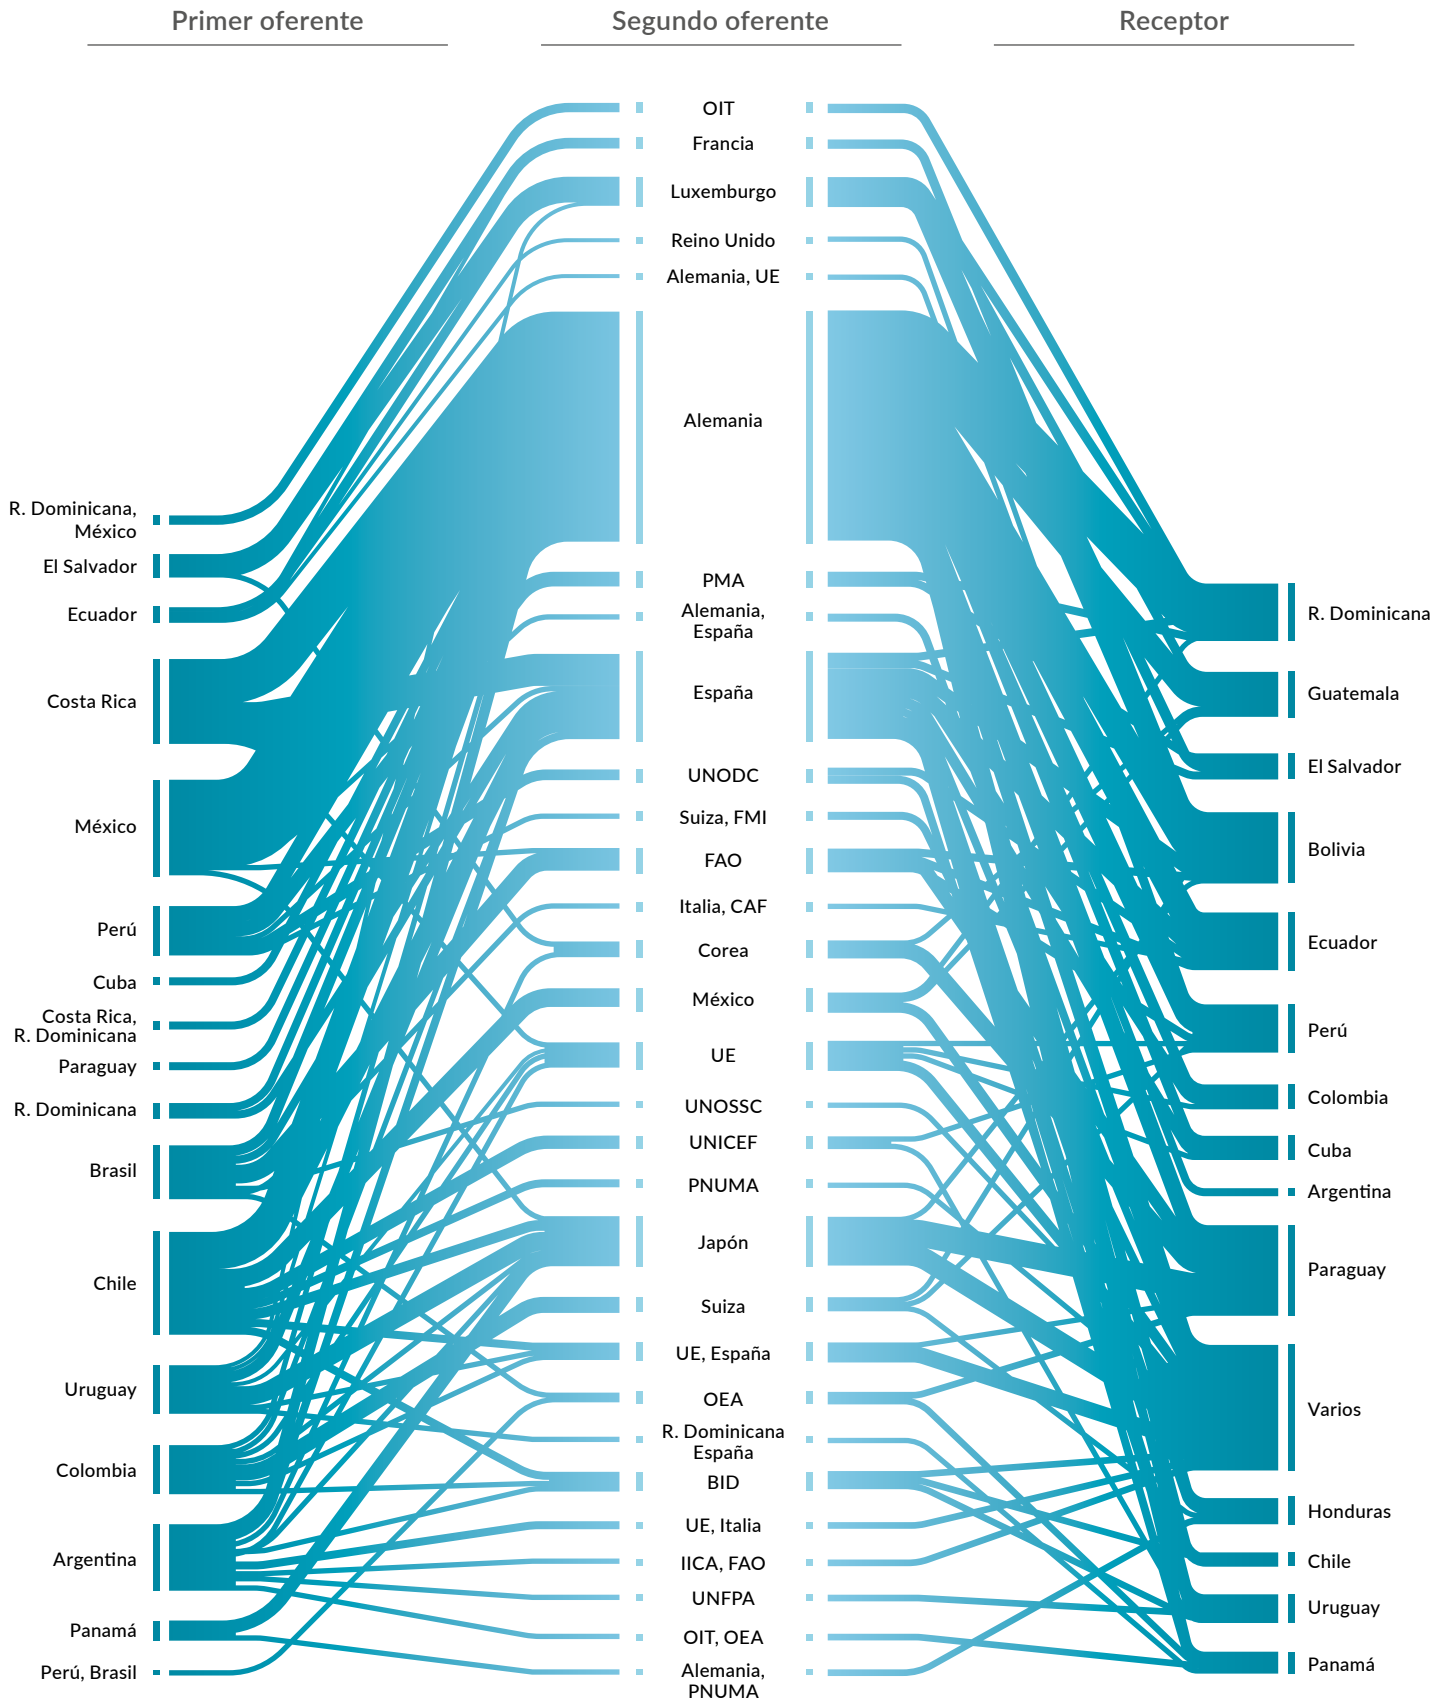 Primer oferente
Segundo oferente
Receptor
R. Dominicana,
México
El Salvador
Ecuador
Costa Rica
México
Perú
Cuba
Costa Rica,
R. Dominicana
Paraguay
R. Dominicana
Brasil
Chile
Uruguay
Colombia
Argentina
Panamá
Perú, Brasil
OIT
Francia
Luxemburgo
Reino Unido
Alemania, UE
Alemania
PMA
Alemania,
España
España
UNODC
Suiza, FMI
FAO
Italia, CAF
Corea
México
UE
UNOSSC
UNICEF
PNUMA
Japón
Suiza
UE, España
OEA
R. Dominicana
España
BID
UE, Italia
IICA, FAO
UNFPA
OIT, OEA
Alemania,
PNUMA
R. Dominicana
Guatemala
El Salvador
Bolivia
Ecuador
Perú
Colombia
Cuba
Argentina
Paraguay
Varios
Honduras
Chile
Uruguay
Panamá